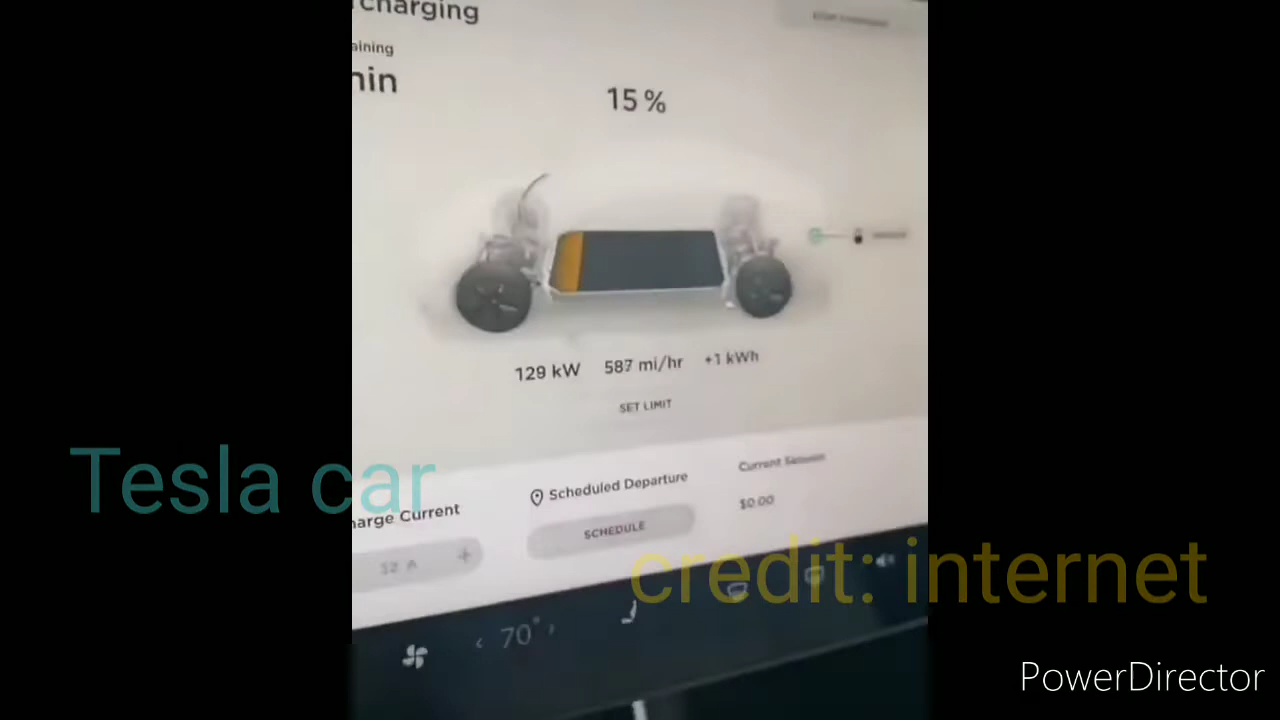 charging
aining
min
15 %
129 kW 587 mi/hr +1 kWh
SET LIMIT
Tesla car
harge Current
32 A +
Scheduled Departure
SCHEDULE
Current Session
$0.00
credit: internet
‹ 70° ›
PowerDirector